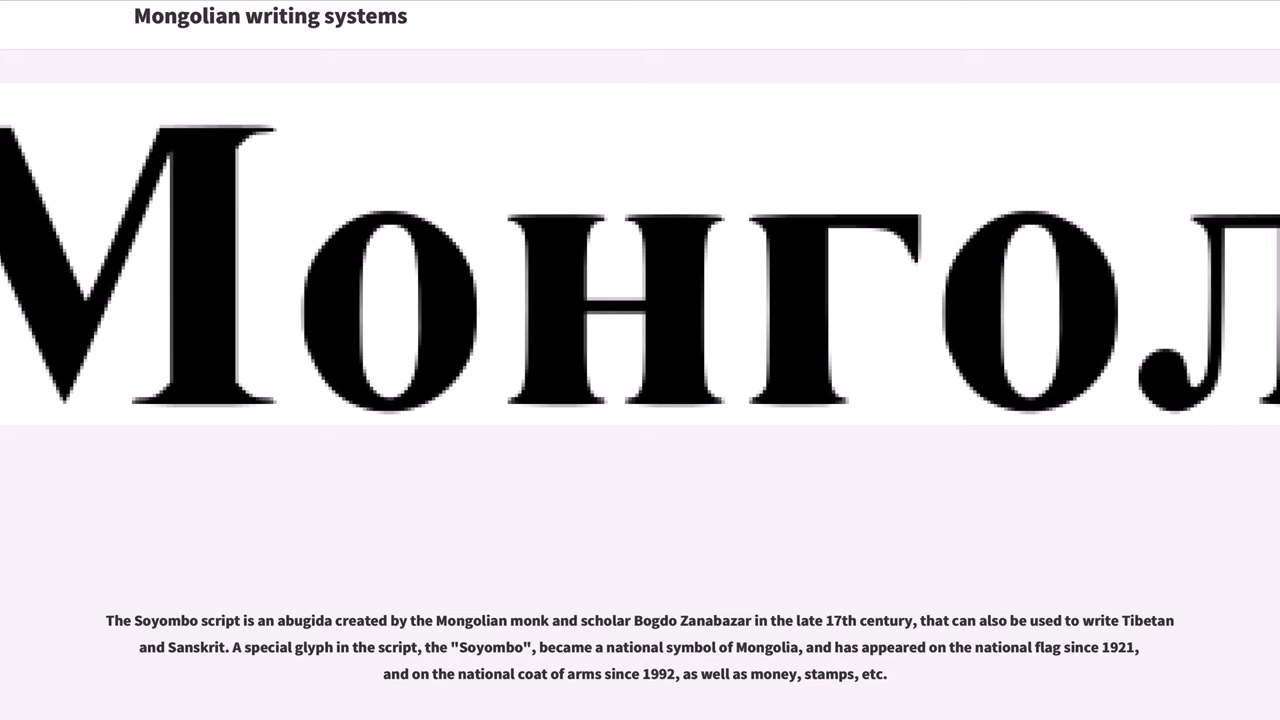 Mongolian writing systems
Монгол
The Soyombo script is an abugida created by the Mongolian monk and scholar Bogdo Zanabazar in the late 17th century, that can also be used to write Tibetan
and Sanskrit. A special glyph in the script, the "Soyombo", became a national symbol of Mongolia, and has appeared on the national flag since 1921,
and on the national coat of arms since 1992, as well as money, stamps, etc.